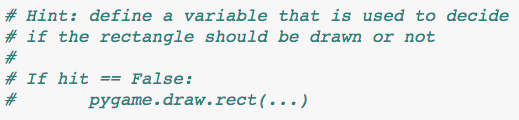 # Hint: define a variable that is used to decide
# if the rectangle should be drawn or not
#
# If hit == False:
#       pygame.draw.rect(...)